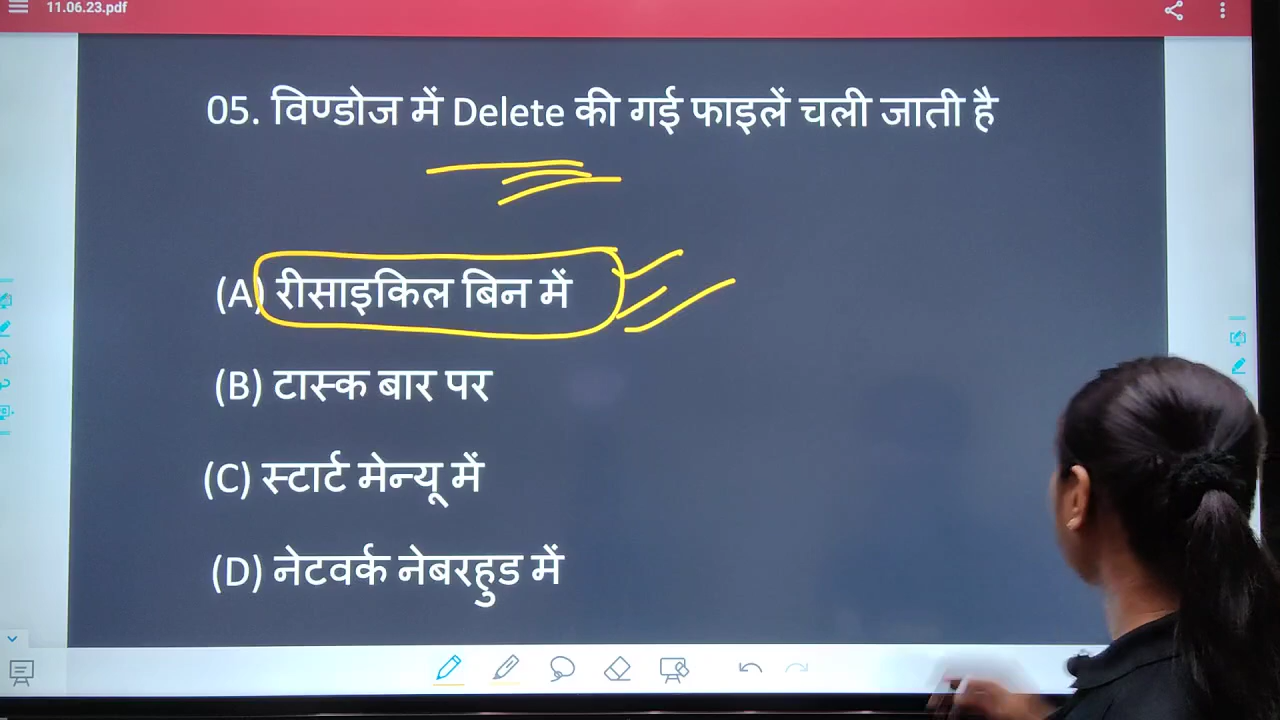 11.06.23.pdf
05. विण्डोज में Delete की गई फाइलें चली जाती है
(A) रीसाइकिल बिन में
(B) टास्क बार पर
(C) स्टार्ट मेन्यू में
(D) नेटवर्क नेबरहुड में